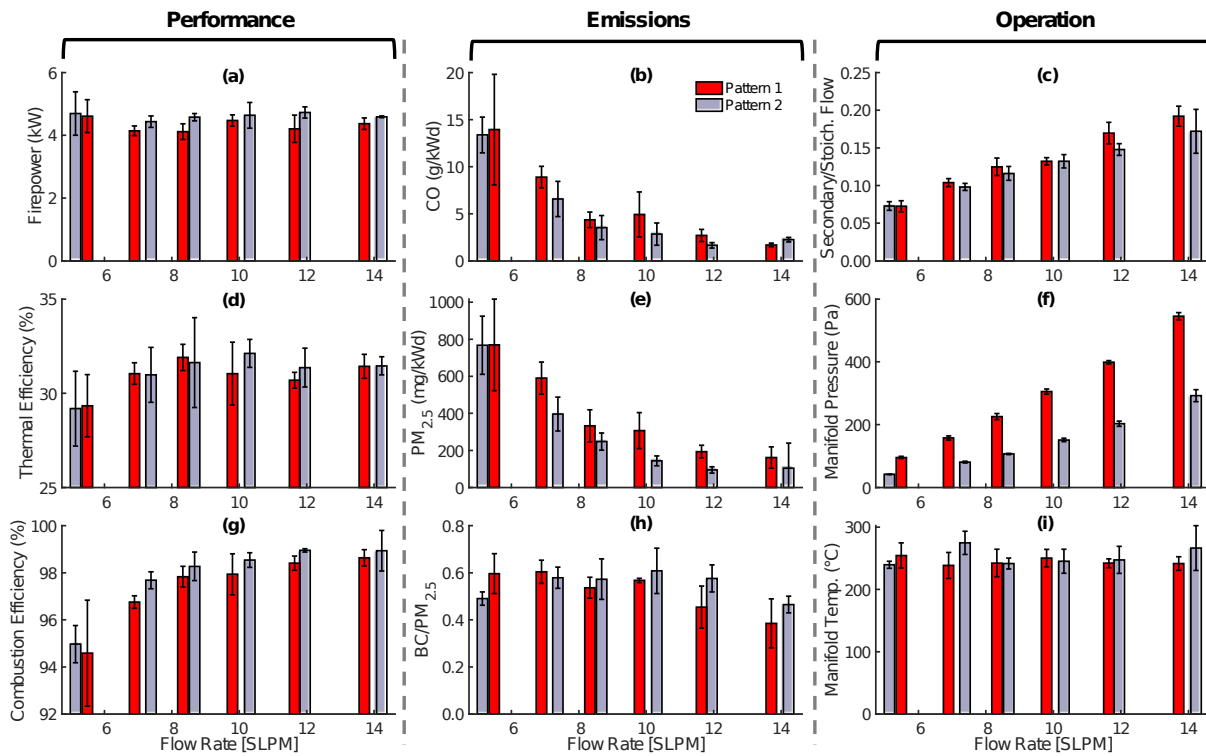 Performance
Emissions
Operation
(a)
Firepower (kW)
6
4
2
0
6 8 10 12 14
(b)
CO (g/kWd)
20
15
10
5
0
6 8 10 12 14
Pattern 1
Pattern 2
(c)
Secondary/Stoich. Flow
0.25
0.20
0.15
0.10
0.05
0.00
6 8 10 12 14
(d)
Thermal Efficiency (%)
35
31
25
6 8 10 12 14
(e)
PM2.5 (mg/kWd)
1000
800
600
400
200
0
6 8 10 12 14
(f)
Manifold Pressure (Pa)
600
400
200
0
6 8 10 12 14
(g)
Combustion Efficiency (%)
100
98
96
94
92
6 8 10 12 14
Flow Rate [SLPM]
(h)
BC/PM2.5
0.8
0.6
0.4
0.2
0.0
6 8 10 12 14
Flow Rate [SLPM]
(i)
Manifold Temp. (°C)
300
200
100
0
6 8 10 12 14
Flow Rate [SLPM]